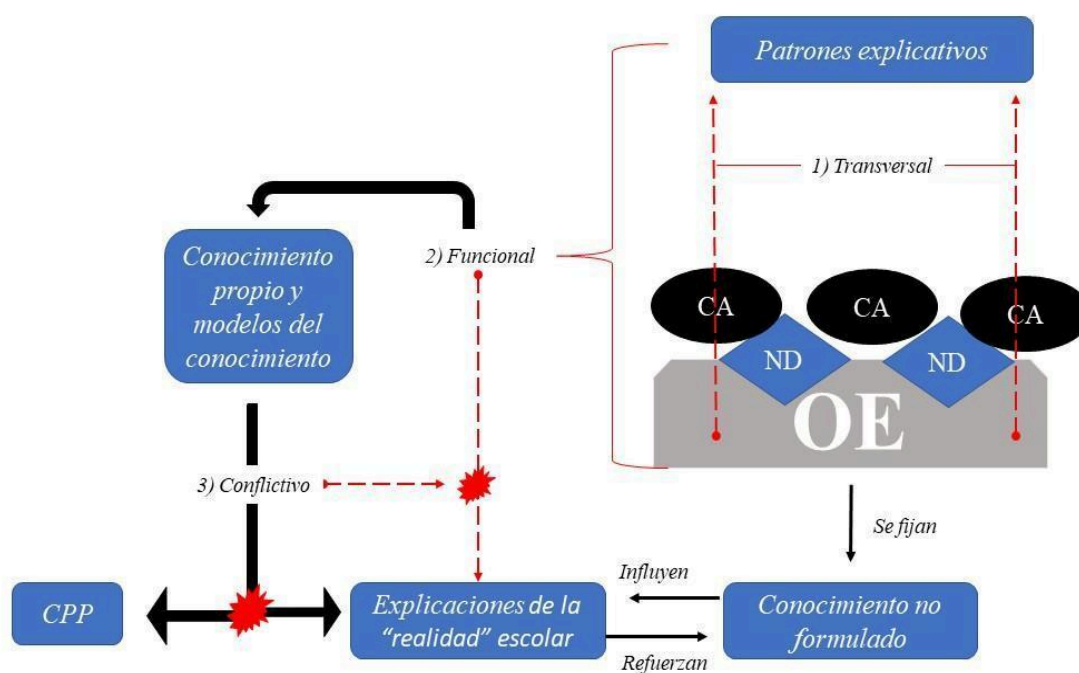 Patrones explicativos
1) Transversal
2) Funcional
Conocimiento
propio y
modelos del
conocimiento
CA
CA
CA
ND
ND
OE
3) Conflictivo
Se fijan
Influyen
CPP
Explicaciones de la
“realidad” escolar
Conocimiento no
formulado
Refuerzan